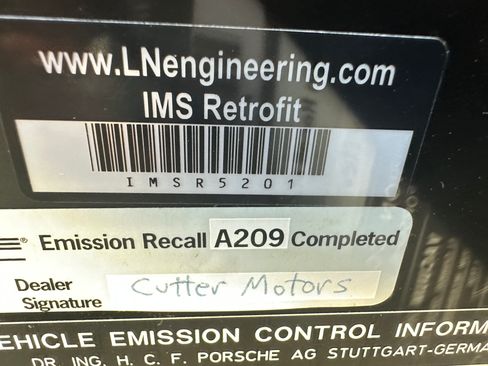 www.LNengineering.com
IMS Retrofit
IMSR5201
E® Emission Recall A209 Completed
Dealer
Signature Cutter Motors
EHICLE EMISSION CONTROL INFORM
DR. ING. H. C. F. PORSCHE AG STUTTGART-GERMA